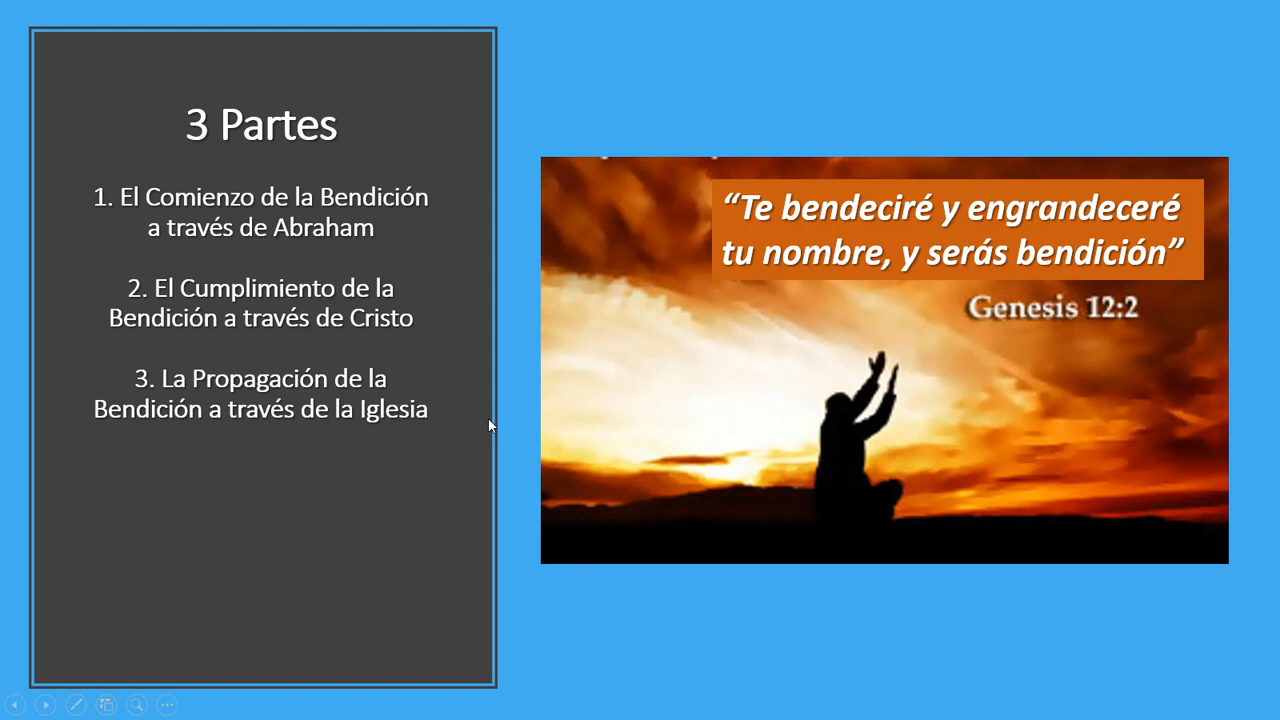 3 Partes
1. El Comienzo de la Bendición
a través de Abraham
2. El Cumplimiento de la
Bendición a través de Cristo
3. La Propagación de la
Bendición a través de la Iglesia
“Te bendeciré y engrandeceré
tu nombre, y serás bendición”
Genesis 12:2